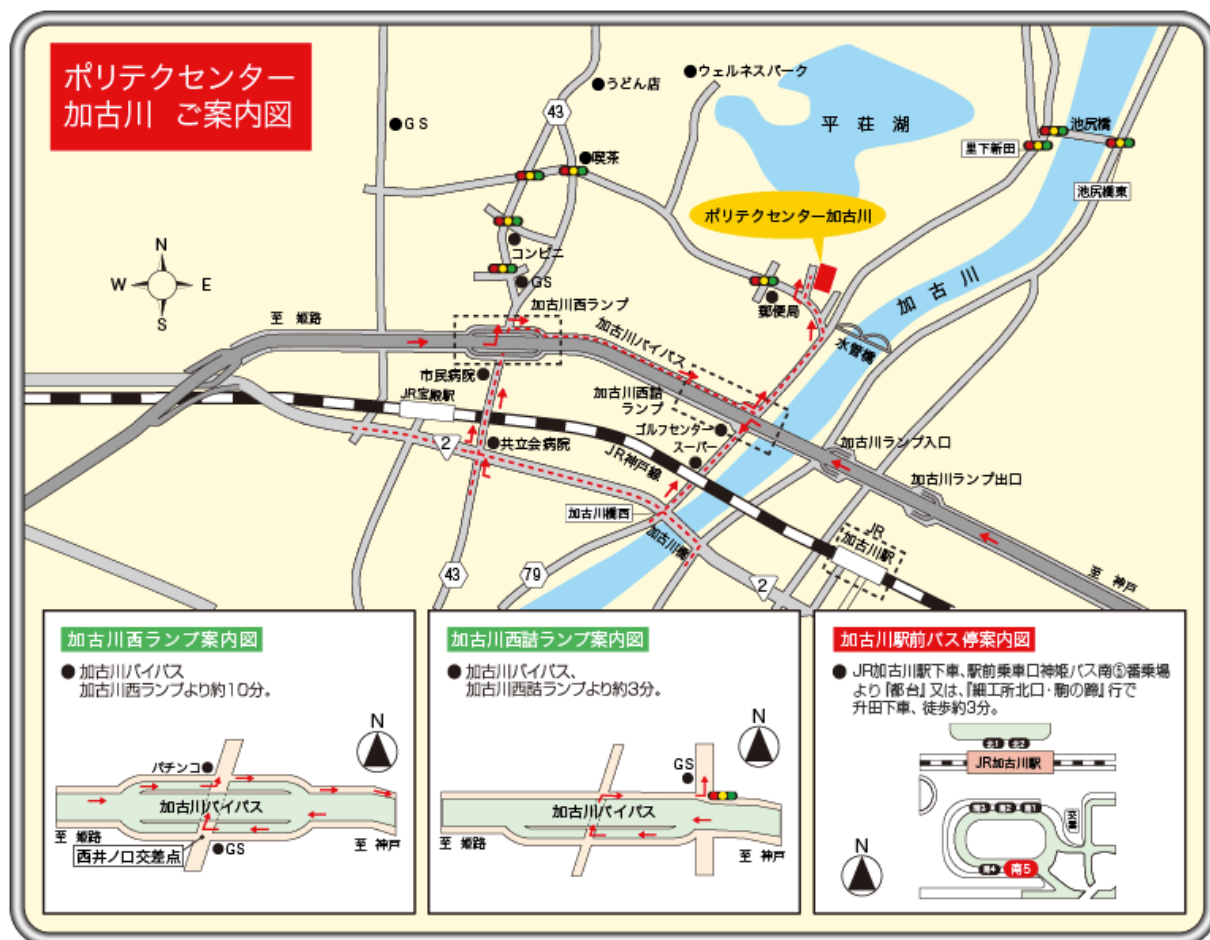 ポリテクセンター
加古川 ご案内図
GS
43
うどん店
ウェルネスパーク
平荘湖
池尻橋
里下新田
池尻橋東
喫茶
ポリテクセンター加古川
コンビニ
GS
N
W E
S
加古川西ランプ
至 姫路
加古川バイパス
郵便局
加古川
水管橋
市民病院
JR宝殿駅
加古川西詰
ランプ
ゴルフセンター
スーパー
2
共立会病院
JR神戸線
加古川ランプ入口
加古川ランプ出口
加古川橋西
加古川橋
JR
加古川駅
43
79
2
至 神戸
加古川西ランプ案内図
● 加古川バイパス
加古川西ランプより約10分。
N
パチンコ
加古川バイパス
至 姫路
至 神戸
西井ノ口交差点
GS
加古川西詰ランプ案内図
● 加古川バイパス、
加古川西詰ランプより約3分。
N
GS
加古川バイパス
至 姫路
至 神戸
加古川駅前バス停案内図
● JR加古川駅下車、駅前乗車口神姫バス南⑤番乗場
より『都台』又は、『細工所北口・駒の蹄』行で
升田下車、徒歩約3分。
北1 北2
JR加古川駅
南3 南2 南1
交番
N
南4 南5